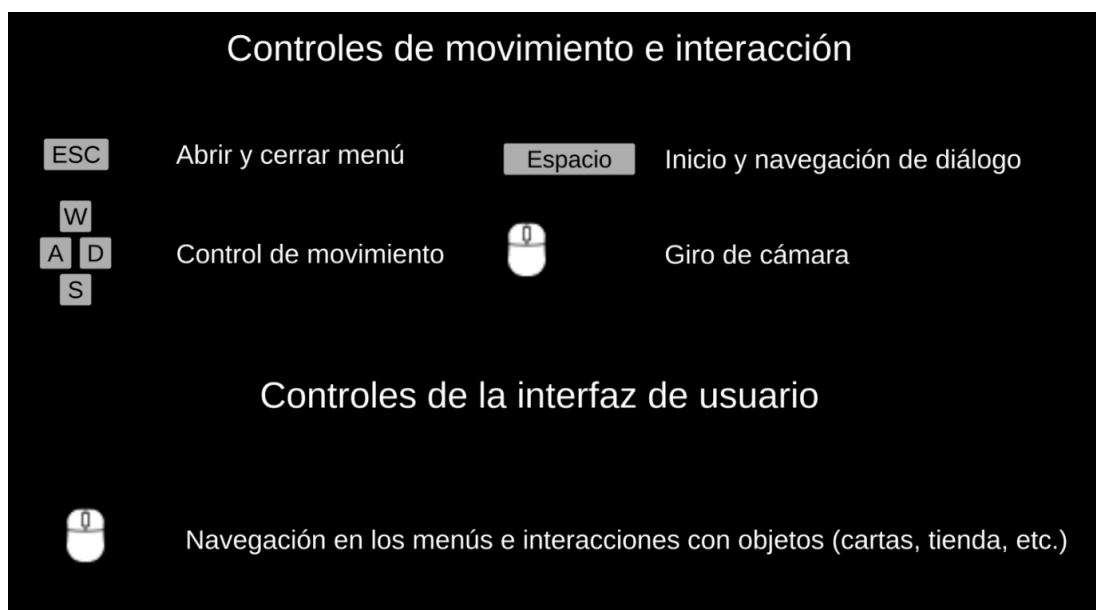 Controles de movimiento e interacción
ESC Abrir y cerrar menú Espacio Inicio y navegación de diálogo
W
A D Control de movimiento Giro de cámara
S
Controles de la interfaz de usuario
Navegación en los menús e interacciones con objetos (cartas, tienda, etc.)